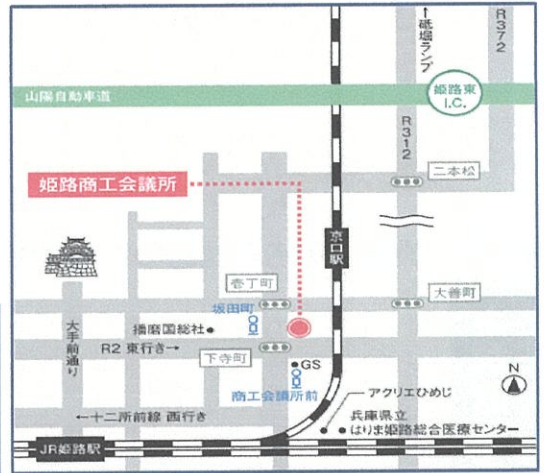 ↑砥堀ランプ
R372
山陽自動車道
姫路東
I.C.
R312
二本松
姫路商工会議所
京口駅
壱丁町
大善町
坂田町
播磨国総社
大手前通り
R2 東行き→
下寺町
GS
商工会議所前
N
←十二所前線 西行き
アクリエひめじ
兵庫県立
はりま姫路総合医療センター
JR姫路駅